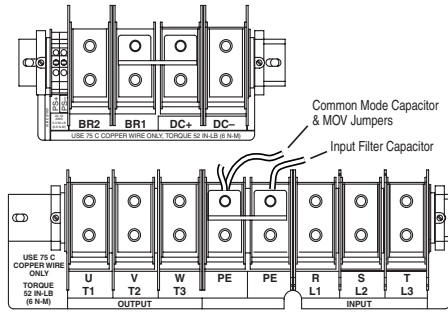 PS+
PS-
BR2 BR1 DC+ DC–
USE 75 C COPPER WIRE ONLY, TORQUE 52 IN-LB (6 N-M)
Common Mode Capacitor
& MOV Jumpers
Input Filter Capacitor
USE 75 C
COPPER WIRE
ONLY
TORQUE
52 IN-LB
(6 N-M)
U V W PE PE R S T
T1 T2 T3 L1 L2 L3
OUTPUT INPUT